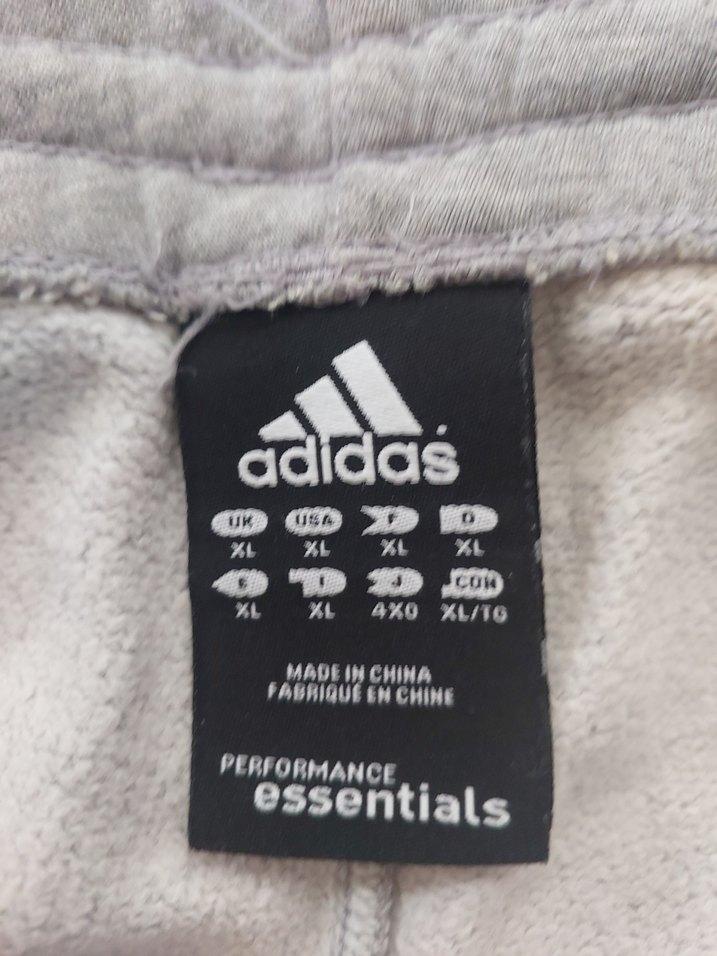 adidas
UK USA F D
XL XL XL XL
E I J CDN
XL XL 4XO XL/TG
MADE IN CHINA
FABRIQUÉ EN CHINE
PERFORMANCE
essentials